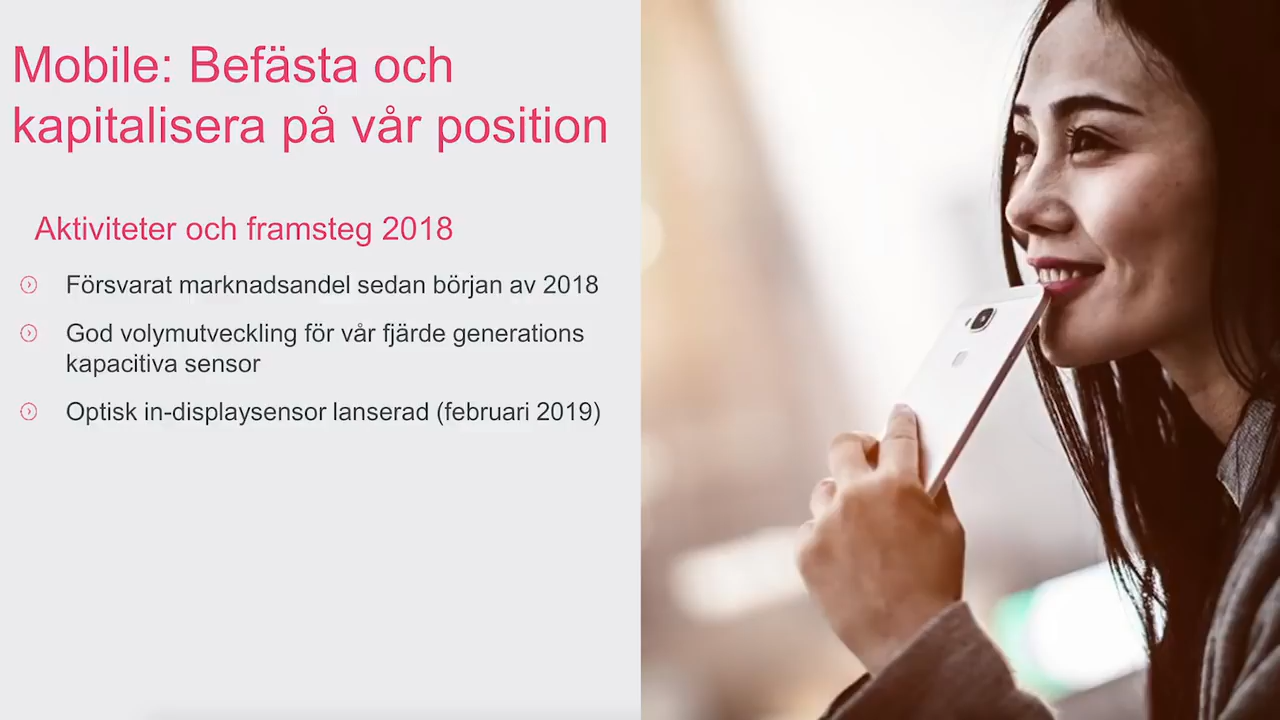 Mobile: Befästa och
kapitalisera på vår position
Aktiviteter och framsteg 2018
Försvarat marknadsandel sedan början av 2018
God volymutveckling för vår fjärde generations
kapacitiva sensor
Optisk in-displaysensor lanserad (februari 2019)